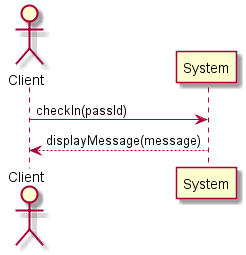 Client
System
checkIn(passId)
displayMessage(message)
Client
System